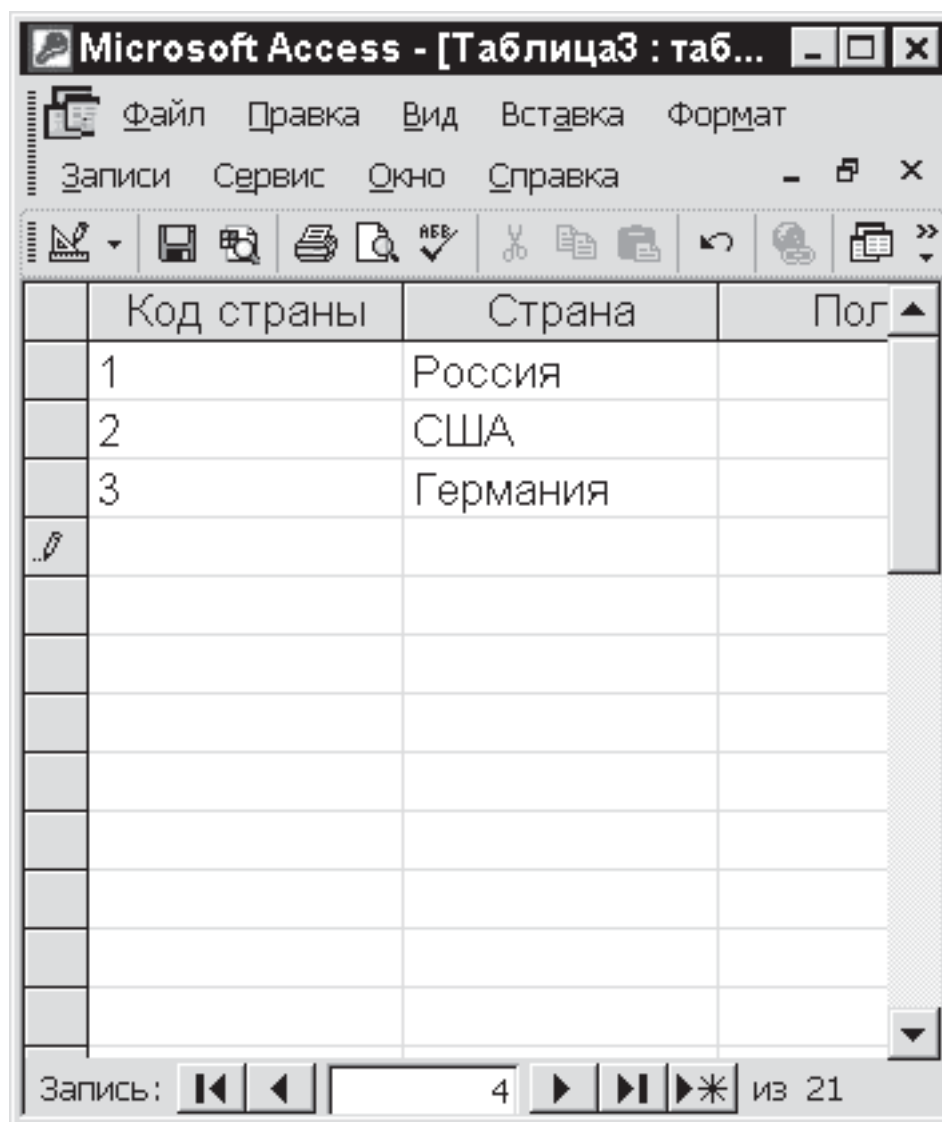 Microsoft Access - [Таблица3 : таб...
Файл Правка Вид Вставка Формат
Записи Сервис Окно Справка
Код страны Страна Пол
1 Россия
2 США
3 Германия
Запись: 4 из 21